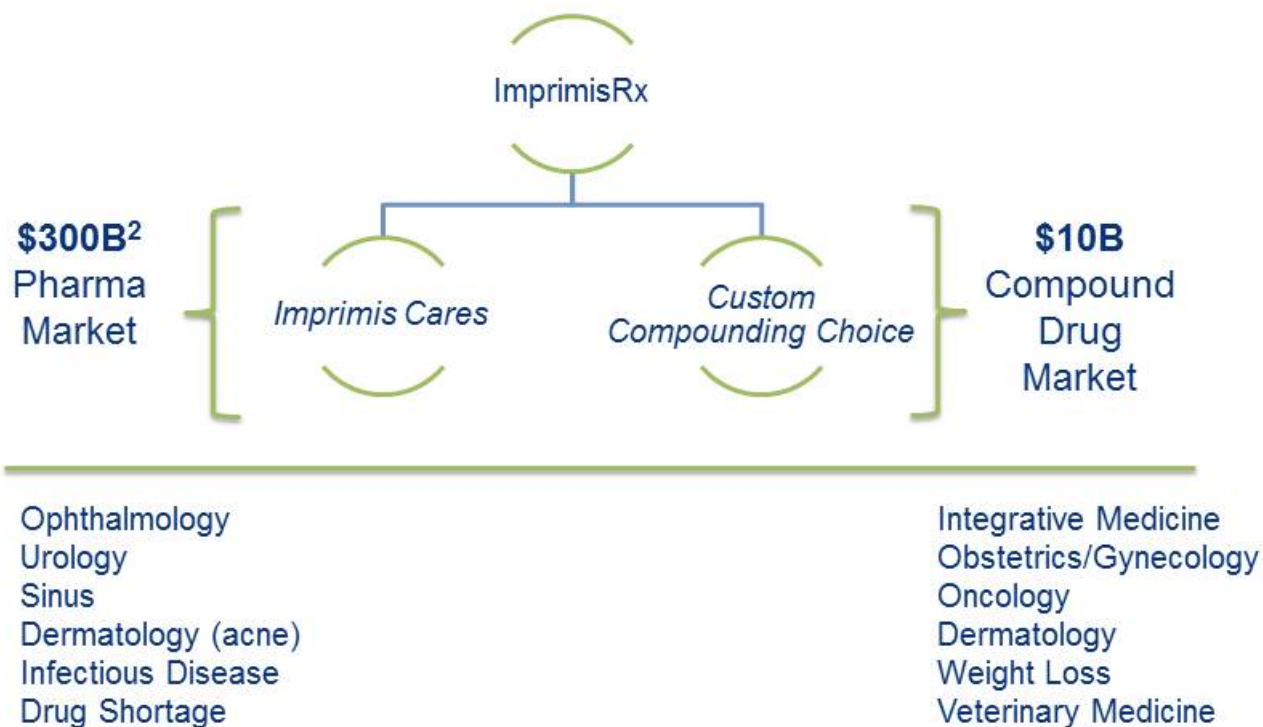 ImprimisRx
$300B²
Pharma
Market
Imprimis Cares
Custom
Compounding Choice
$10B
Compound
Drug
Market
Ophthalmology
Urology
Sinus
Dermatology (acne)
Infectious Disease
Drug Shortage
Integrative Medicine
Obstetrics/Gynecology
Oncology
Dermatology
Weight Loss
Veterinary Medicine